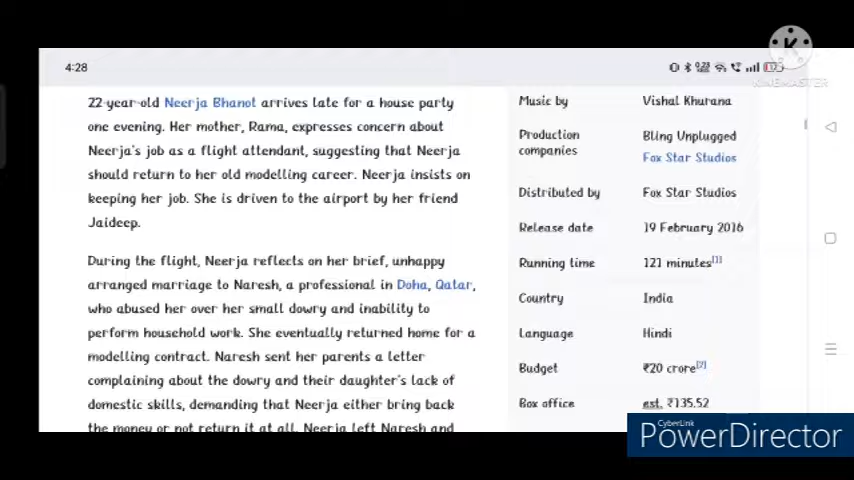 4:28
KINEMASTER
22-year-old Neerja Bhanot arrives late for a house party
one evening. Her mother, Rama, expresses concern about
Neerja's job as a flight attendant, suggesting that Neerja
should return to her old modelling career. Neerja insists on
keeping her job. She is driven to the airport by her friend
Jaideep.
During the flight, Neerja reflects on her brief, unhappy
arranged marriage to Naresh, a professional in Doha, Qatar,
who abused her over her small dowry and inability to
perform household work. She eventually returned home for a
modelling contract. Naresh sent her parents a letter
complaining about the dowry and their daughter's lack of
domestic skills, demanding that Neerja either bring back
the money or not return it at all. Neerja left Naresh and
Music by Vishal Khurana
Production companies Bling Unplugged
Fox Star Studios
Distributed by Fox Star Studios
Release date 19 February 2016
Running time 121 minutes[1]
Country India
Language Hindi
Budget ₹20 crore[2]
Box office est. ₹135.52
CyberLink
PowerDirector